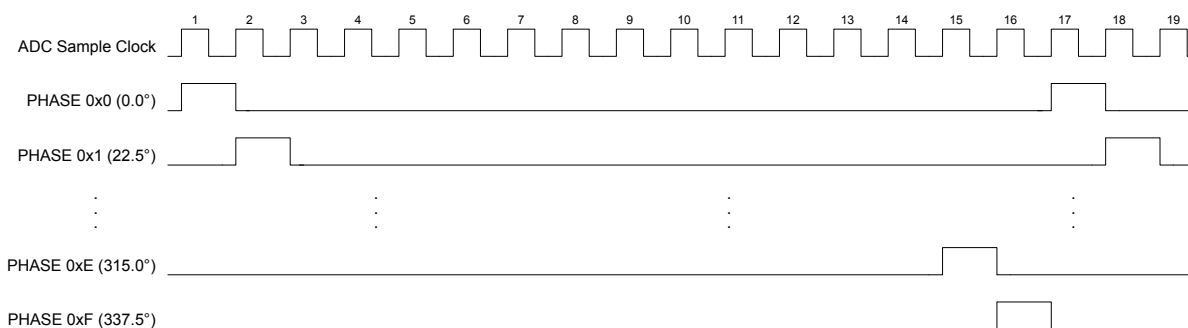 1 2 3 4 5 6 7 8 9 10 11 12 13 14 15 16 17 18 19
ADC Sample Clock
PHASE 0x0 (0.0°)
PHASE 0x1 (22.5°)
PHASE 0xE (315.0°)
PHASE 0xF (337.5°)